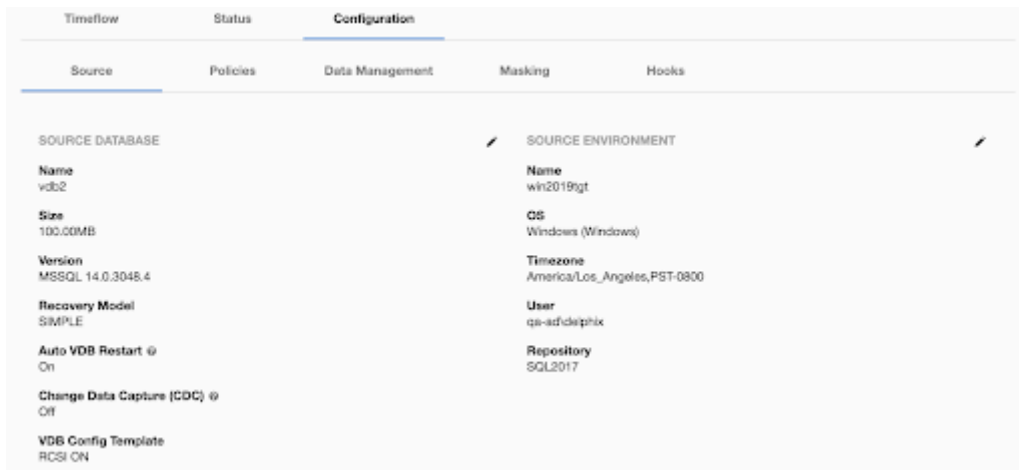 Timeflow Status Configuration
Source Policies Data Management Masking Hooks
SOURCE DATABASE
Name
vdb2
Size
100.00MB
Version
MSSQL 14.0.3048.4
Recovery Model
SIMPLE
Auto VDB Restart
On
Change Data Capture (CDC)
Off
VDB Config Template
RCSI ON
SOURCE ENVIRONMENT
Name
win2019tgt
OS
Windows (Windows)
Timezone
America/Los_Angeles,PST-0800
User
qa-ad\delphix
Repository
SQL2017